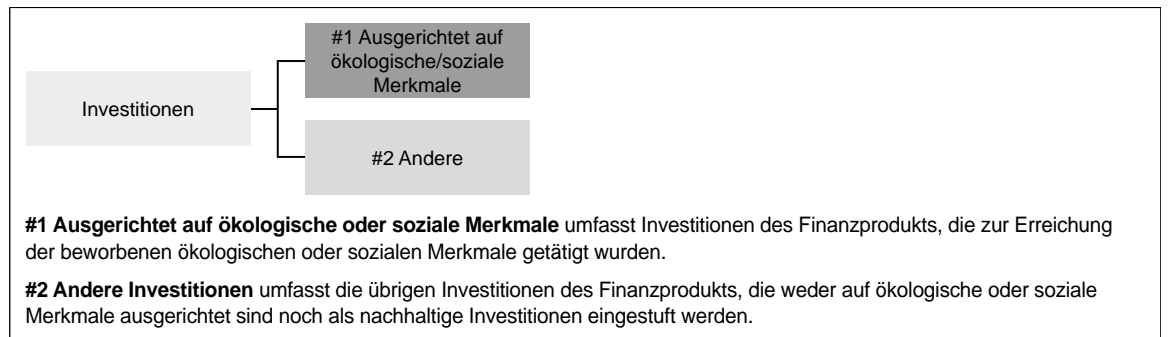 #1 Ausgerichtet auf
ökologische/soziale
Merkmale
Investitionen
#2 Andere
#1 Ausgerichtet auf ökologische oder soziale Merkmale umfasst Investitionen des Finanzprodukts, die zur Erreichung
der beworbenen ökologischen oder sozialen Merkmale getätigt wurden.
#2 Andere Investitionen umfasst die übrigen Investitionen des Finanzprodukts, die weder auf ökologische oder soziale
Merkmale ausgerichtet sind noch als nachhaltige Investitionen eingestuft werden.